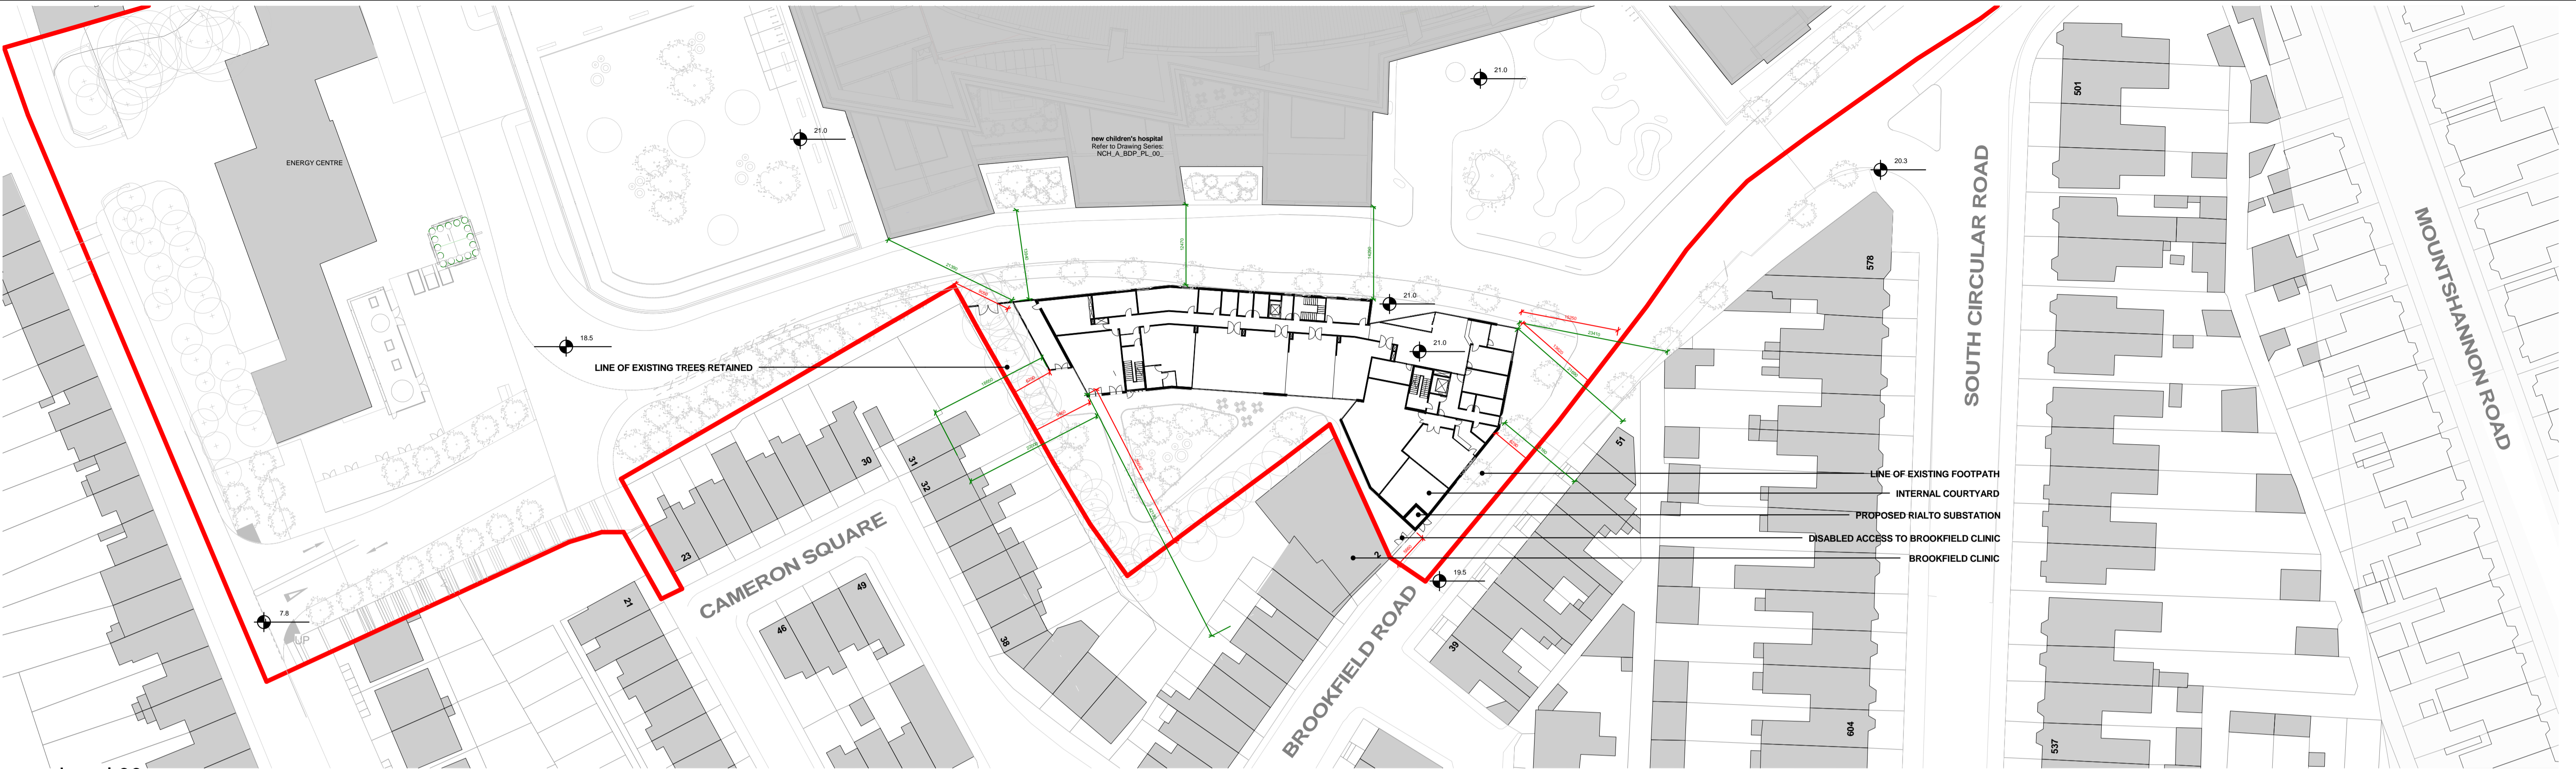 21.0
501
21.0
new children's hospital
Refer to Drawing Series:
NCH_A_BDP_PL_00_
ENERGY CENTRE
20.3
SOUTH CIRCULAR ROAD
MOUNTSHANNON ROAD
578
21.0
18.5
21.0
LINE OF EXISTING TREES RETAINED
12470
14260
23410
51
30
31
32
LINE OF EXISTING FOOTPATH
INTERNAL COURTYARD
PROPOSED RIALTO SUBSTATION
DISABLED ACCESS TO BROOKFIELD CLINIC
BROOKFIELD CLINIC
2
23
CAMERON SQUARE
19.5
49
46
21
38
39
7.8
UP
BROOKFIELD ROAD
604
537